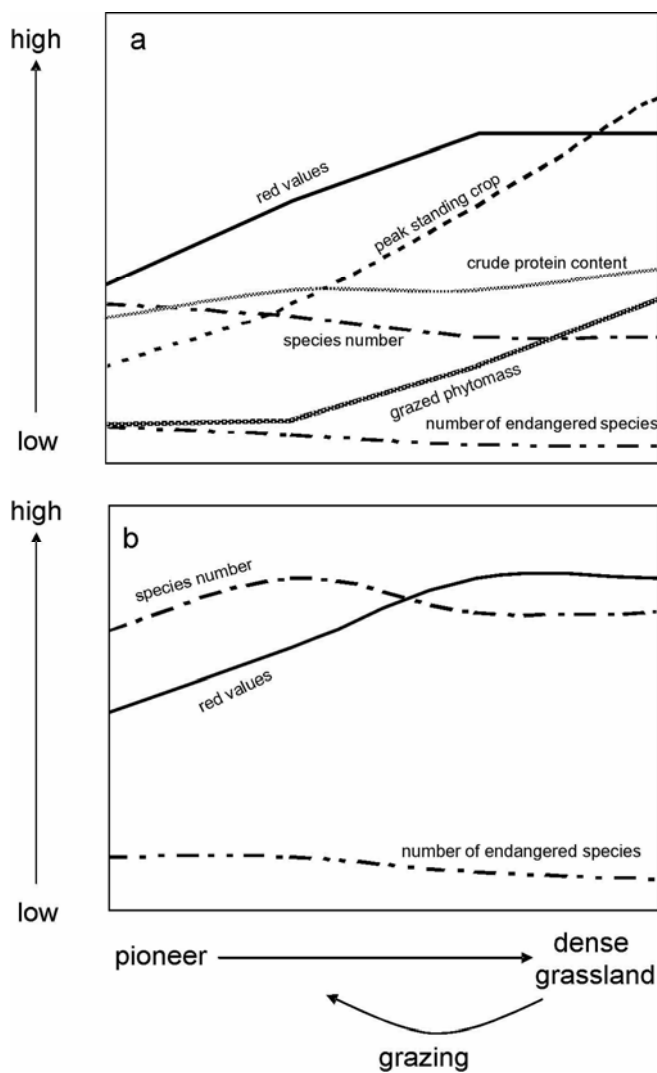 high
a
red values
peak standing crop
crude protein content
species number
grazed phytomass
number of endangered species
low
high
b
species number
red values
number of endangered species
low
pioneer
dense
grassland
grazing